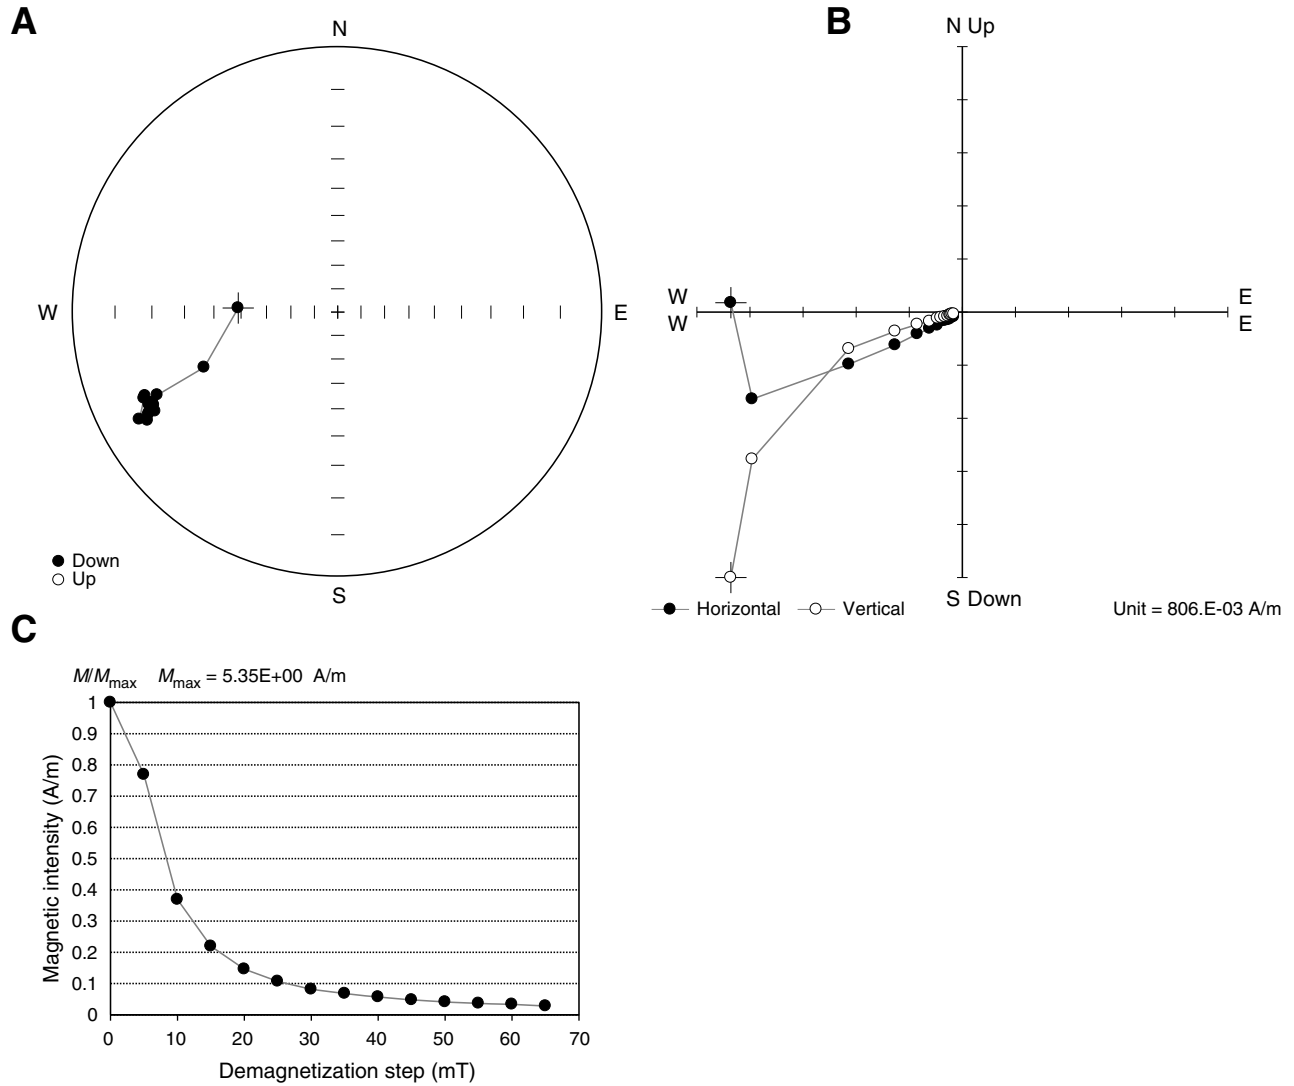 A
N
W
E
S
Down
Up
B
N Up
W
E
W
E
S Down
Horizontal
Vertical
Unit = 806.E-03 A/m
C
M/Mmax Mmax = 5.35E+00 A/m
1
0.9
0.8
0.7
0.6
0.5
0.4
0.3
0.2
0.1
0
Magnetic intensity (A/m)
0 10 20 30 40 50 60 70
Demagnetization step (mT)